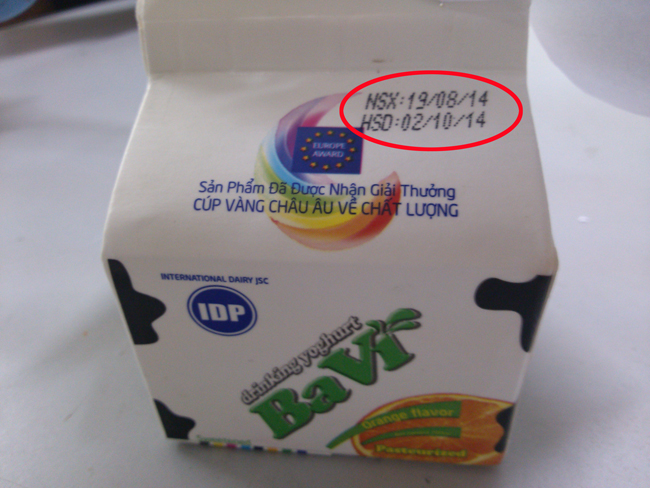 NSX:19/08/14
HSD:02/10/14
EUROPE
AWARD
Sản Phẩm Đã Được Nhận Giải Thưởng
CÚP VÀNG CHÂU ÂU VỀ CHẤT LƯỢNG
INTERNATIONAL DAIRY JSC
IDP
drinking yoghurt
BaVì
Orange flavor
Pasteurized